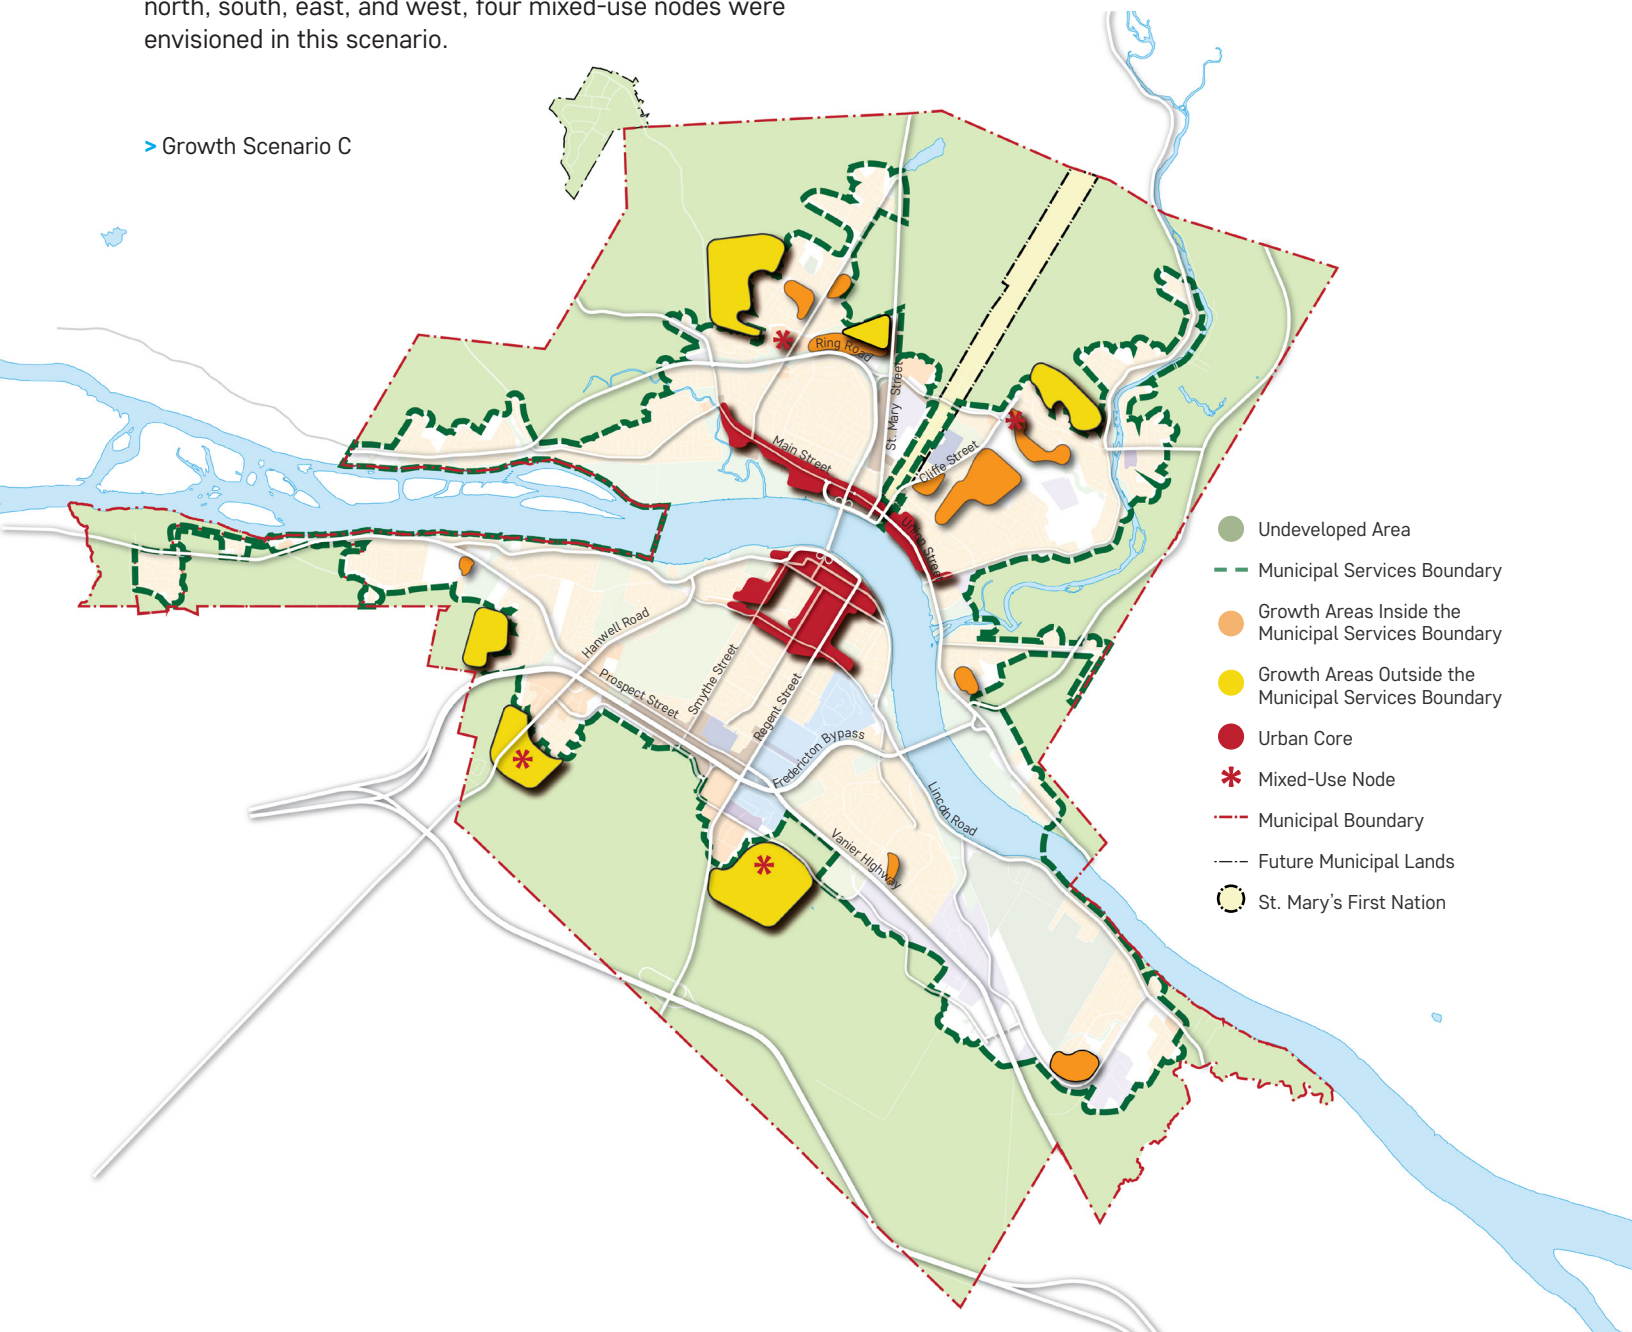 north, south, east, and west, four mixed-use nodes were
envisioned in this scenario.
> Growth Scenario C
Ring Road
St. Mary Street
Main Street
Cliffe Street
Union Street
Hanwell Road
Prospect Street
Smythe Street
Regent Street
Fredericton Bypass
Lincoln Road
Vanier Highway
Undeveloped Area
Municipal Services Boundary
Growth Areas Inside the
Municipal Services Boundary
Growth Areas Outside the
Municipal Services Boundary
Urban Core
Mixed-Use Node
Municipal Boundary
Future Municipal Lands
St. Mary's First Nation